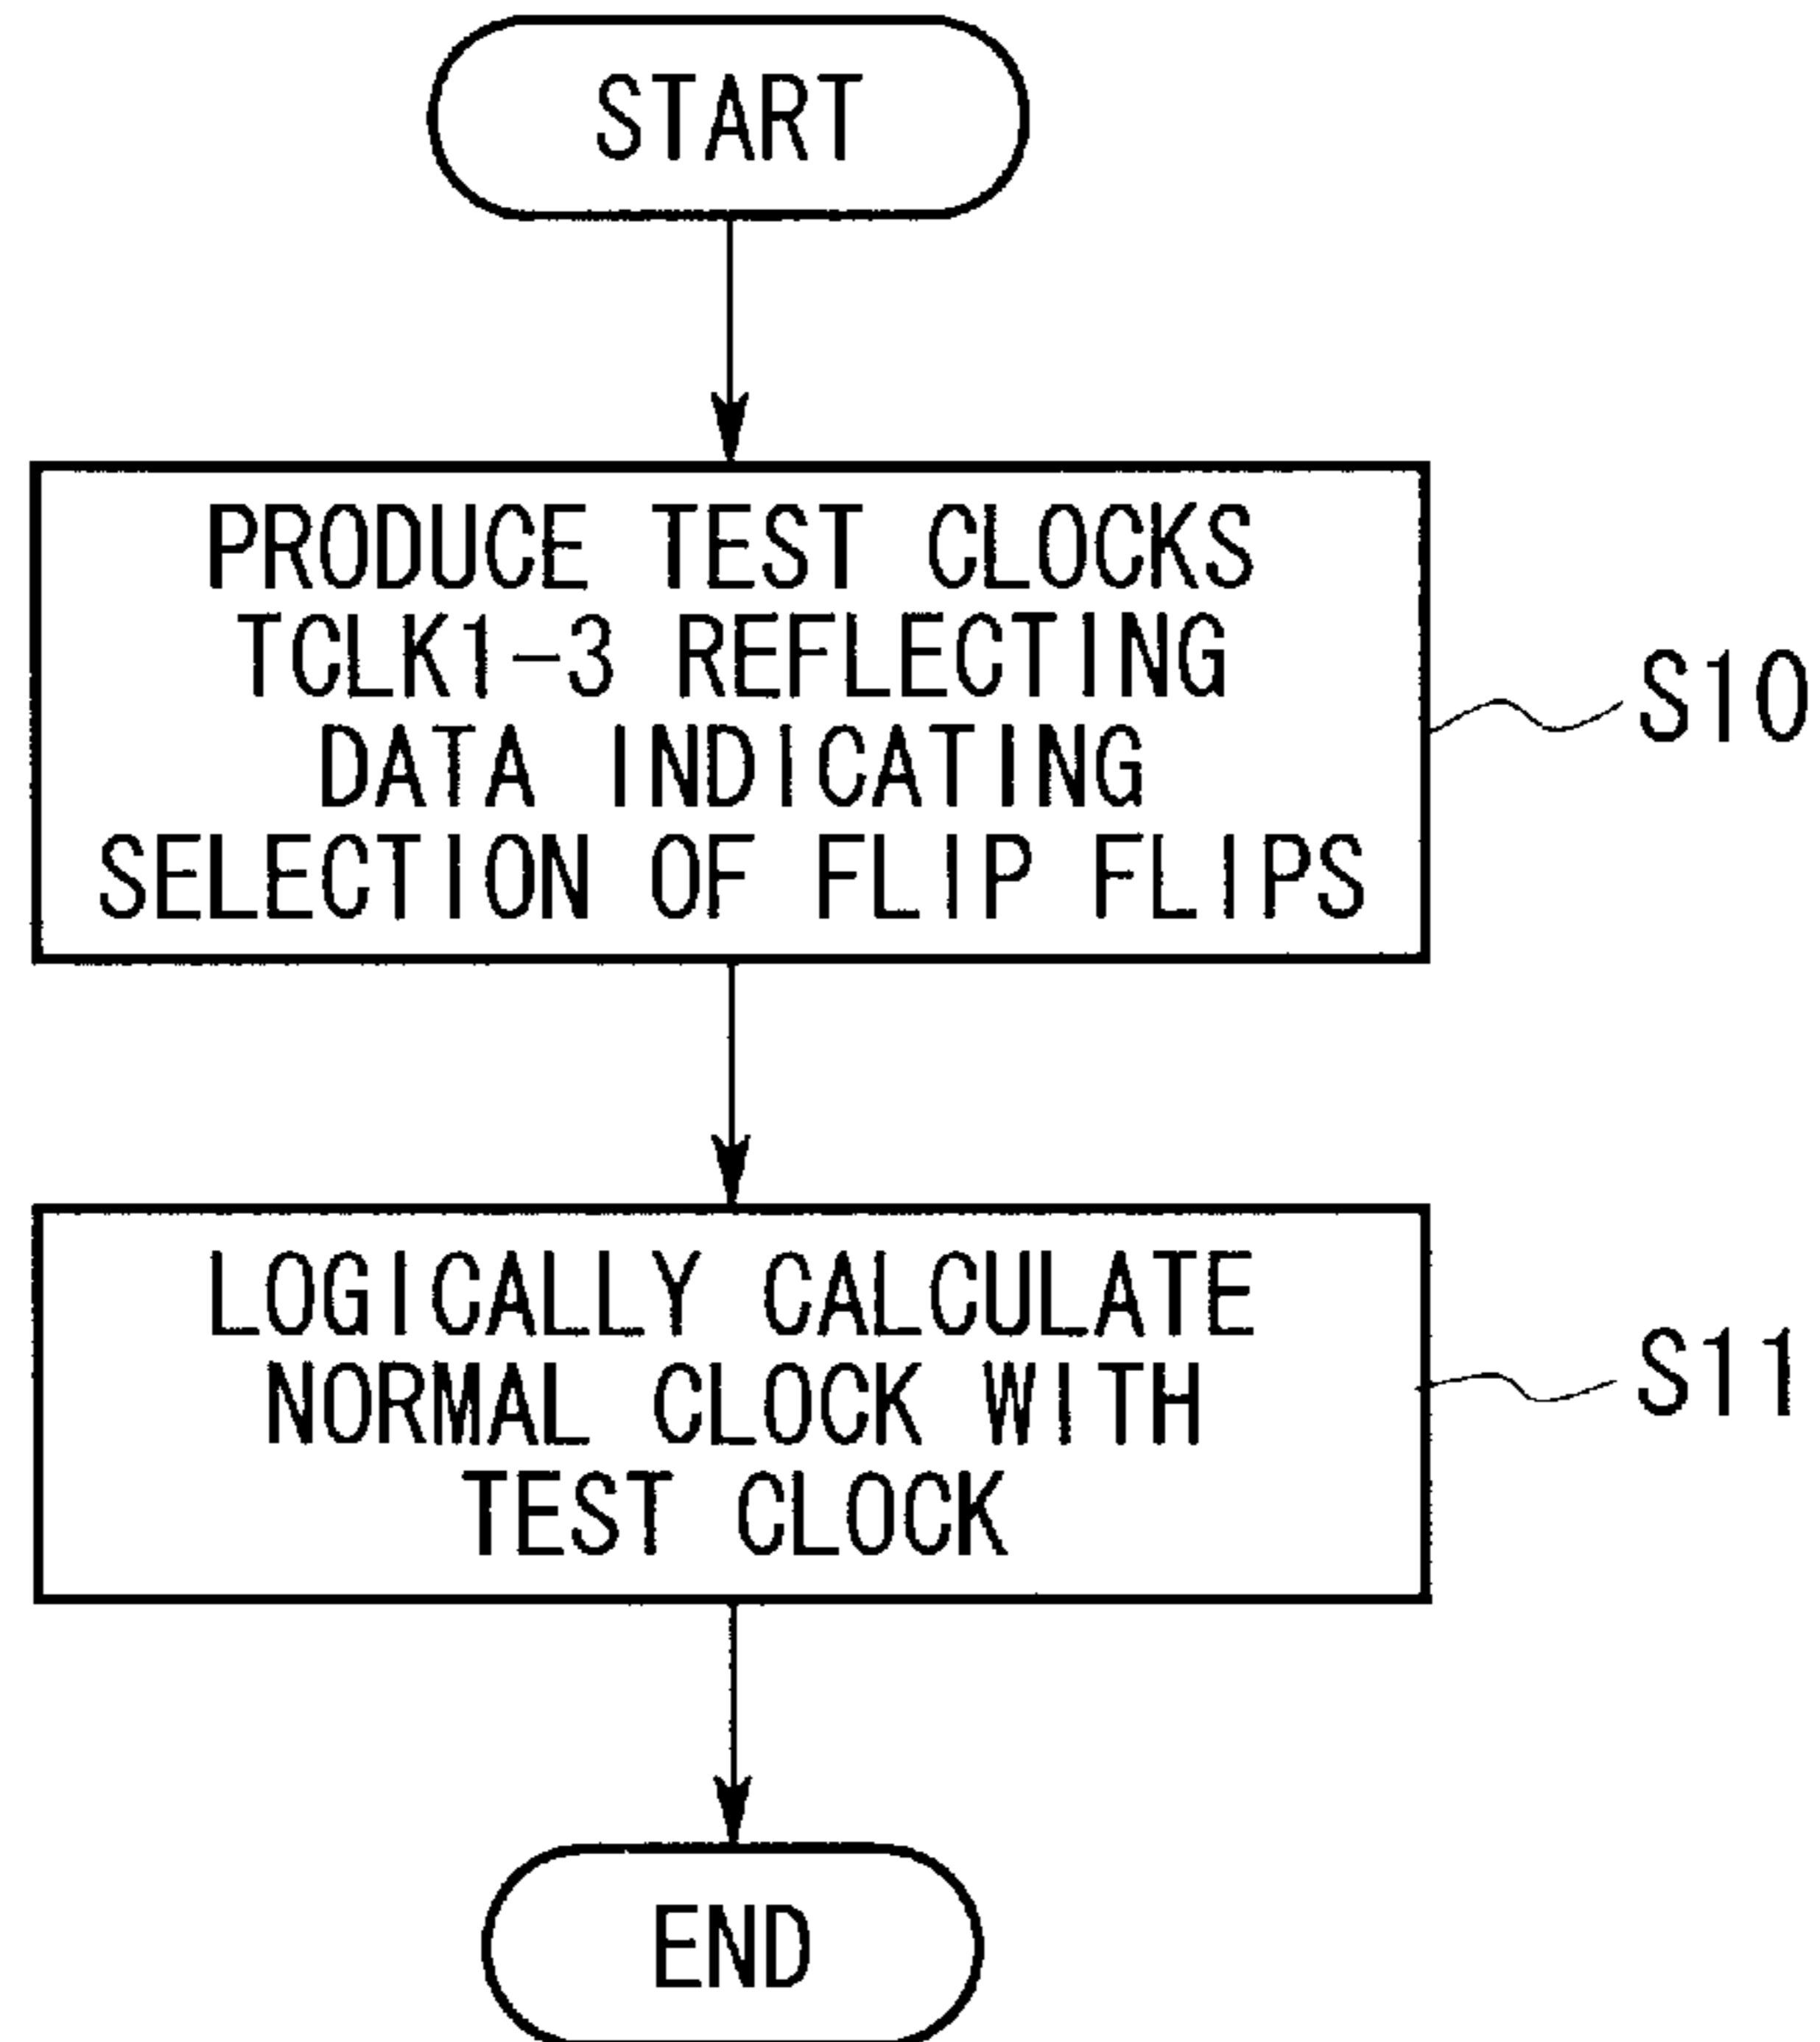 START
PRODUCE TEST CLOCKS
TCLK1-3 REFLECTING
DATA INDICATING
SELECTION OF FLIP FLIPS
S10
LOGICALLY CALCULATE
NORMAL CLOCK WITH
TEST CLOCK
S11
END